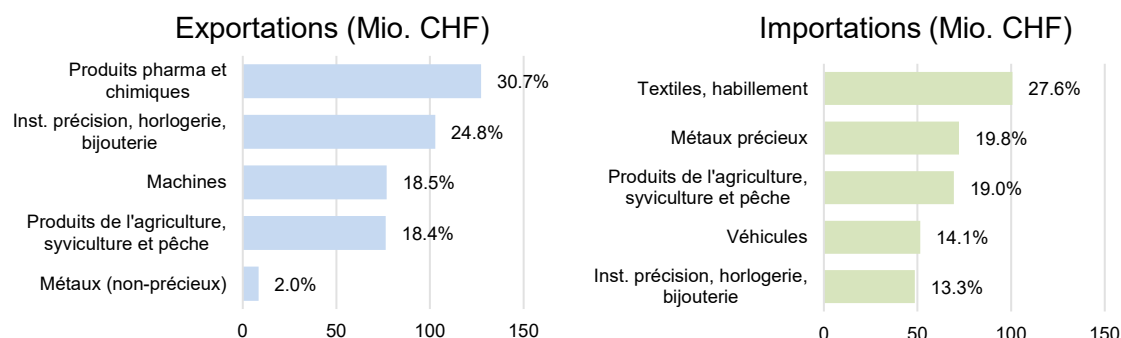 Exportations (Mio. CHF)
Produits pharma et
chimiques
30.7%
Inst. précision, horlogerie,
bijouterie
24.8%
Machines
18.5%
Produits de l'agriculture,
syviculture et pêche
18.4%
Métaux (non-précieux)
2.0%
0 50 100 150
Importations (Mio. CHF)
Textiles, habillement
27.6%
Métaux précieux
19.8%
Produits de l'agriculture,
syviculture et pêche
19.0%
Véhicules
14.1%
Inst. précision, horlogerie,
bijouterie
13.3%
0 50 100 150